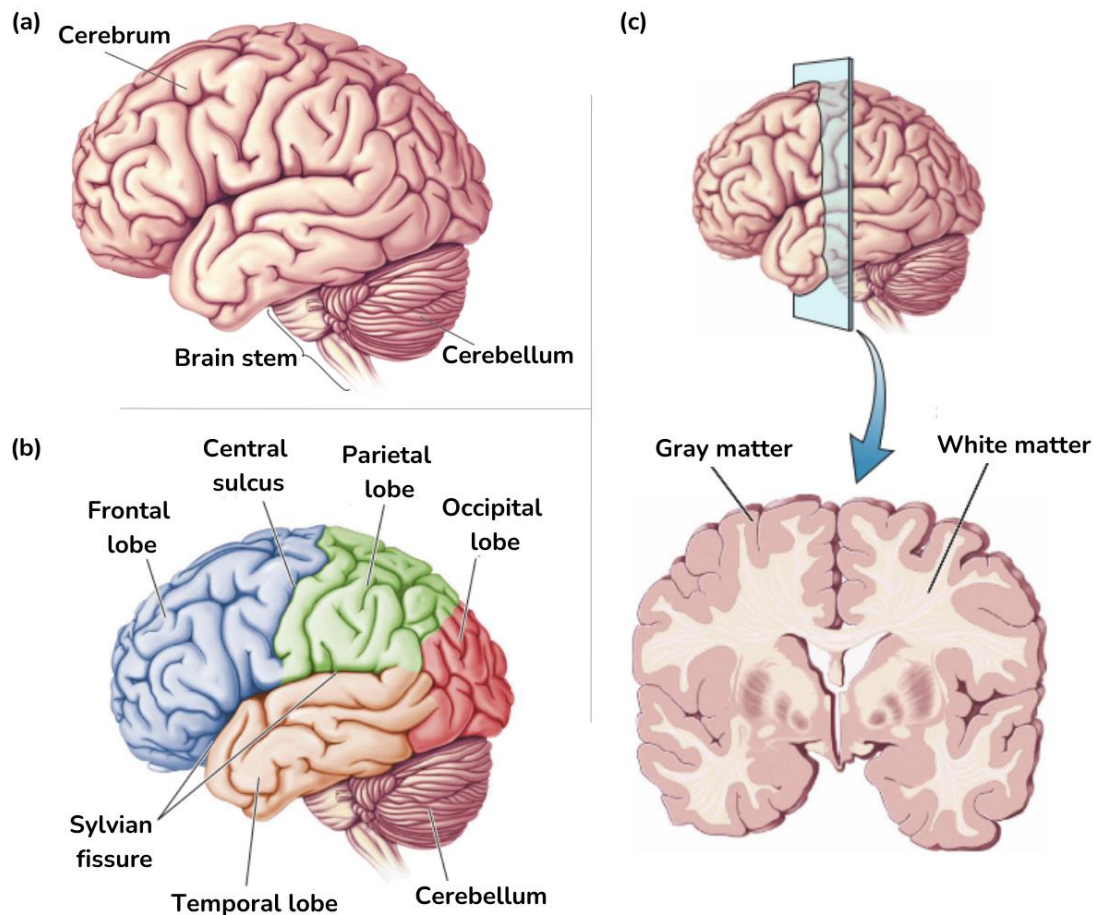 (a)
Cerebrum
Brain stem
Cerebellum
(b)
Central
sulcus
Parietal
lobe
Frontal
lobe
Occipital
lobe
Sylvian
fissure
Temporal lobe
Cerebellum
(c)
Gray matter
White matter